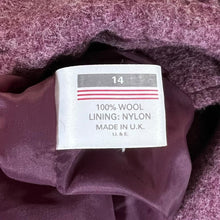 14
100% WOOL
LINING: NYLON
MADE IN U.K.